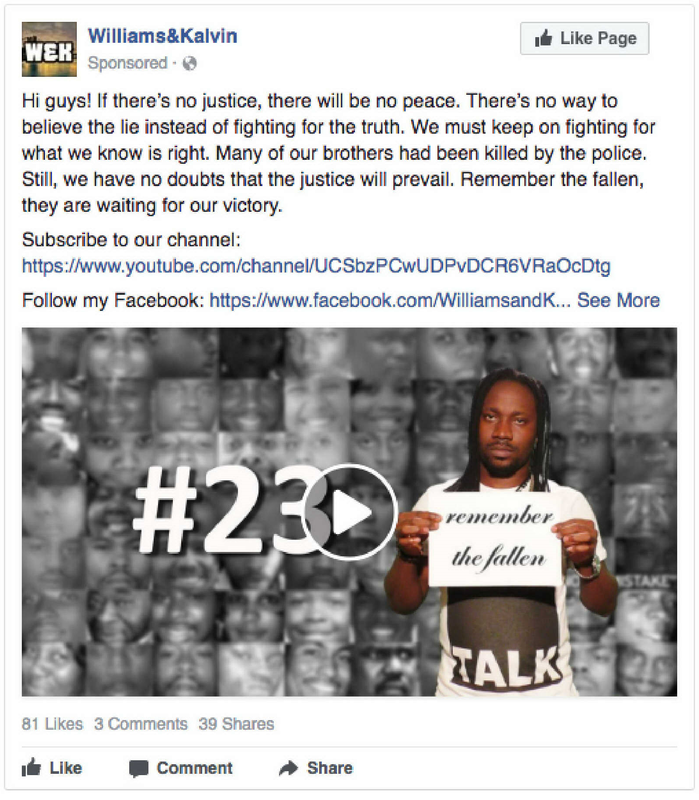 W&K
Williams&Kalvin
Sponsored ·
Like Page
Hi guys! If there's no justice, there will be no peace. There's no way to
believe the lie instead of fighting for the truth. We must keep on fighting for
what we know is right. Many of our brothers had been killed by the police.
Still, we have no doubts that the justice will prevail. Remember the fallen,
they are waiting for our victory.
Subscribe to our channel:
https://www.youtube.com/channel/UCSbzPCwUDPvDCR6VRaOcDtg
Follow my Facebook: https://www.facebook.com/WilliamsandK... See More
#23
remember
the fallen
STAKE
TALK
81 Likes 3 Comments 39 Shares
Like Comment Share